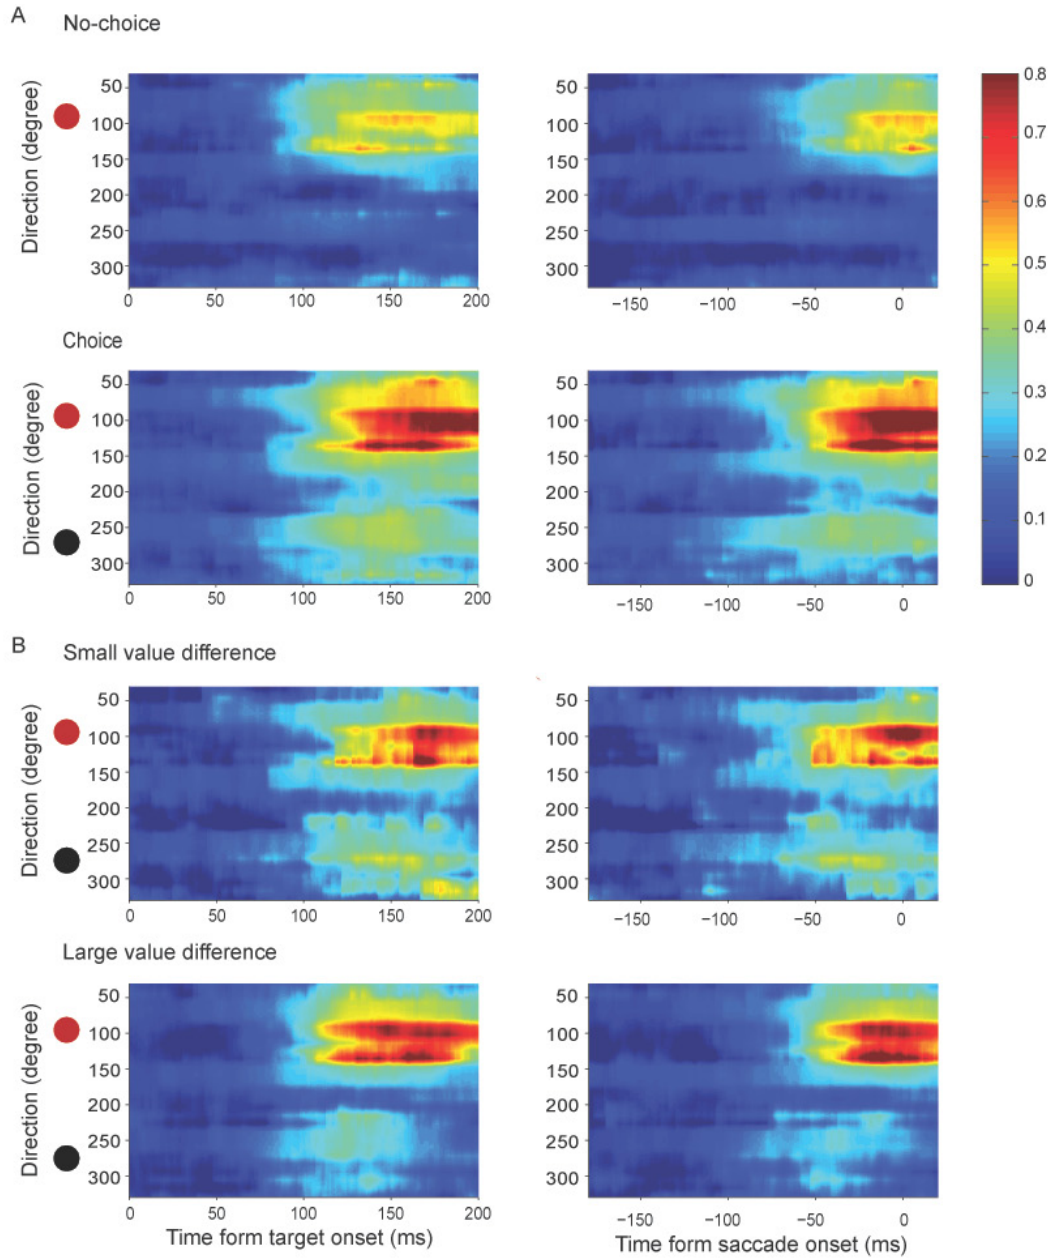 A
No-choice
Direction (degree)
50
100
150
200
250
300
0 50 100 150 200
50
100
150
200
250
300
−150 −100 −50 0
0.8
0.7
0.6
0.5
0.4
0.3
0.2
0.1
0
Choice
Direction (degree)
50
100
150
200
250
300
0 50 100 150 200
50
100
150
200
250
300
−150 −100 −50 0
B
Small value difference
Direction (degree)
50
100
150
200
250
300
0 50 100 150 200
50
100
150
200
250
300
−150 −100 −50 0
Large value difference
Direction (degree)
50
100
150
200
250
300
0 50 100 150 200
Time form target onset (ms)
50
100
150
200
250
300
−150 −100 −50 0
Time form saccade onset (ms)